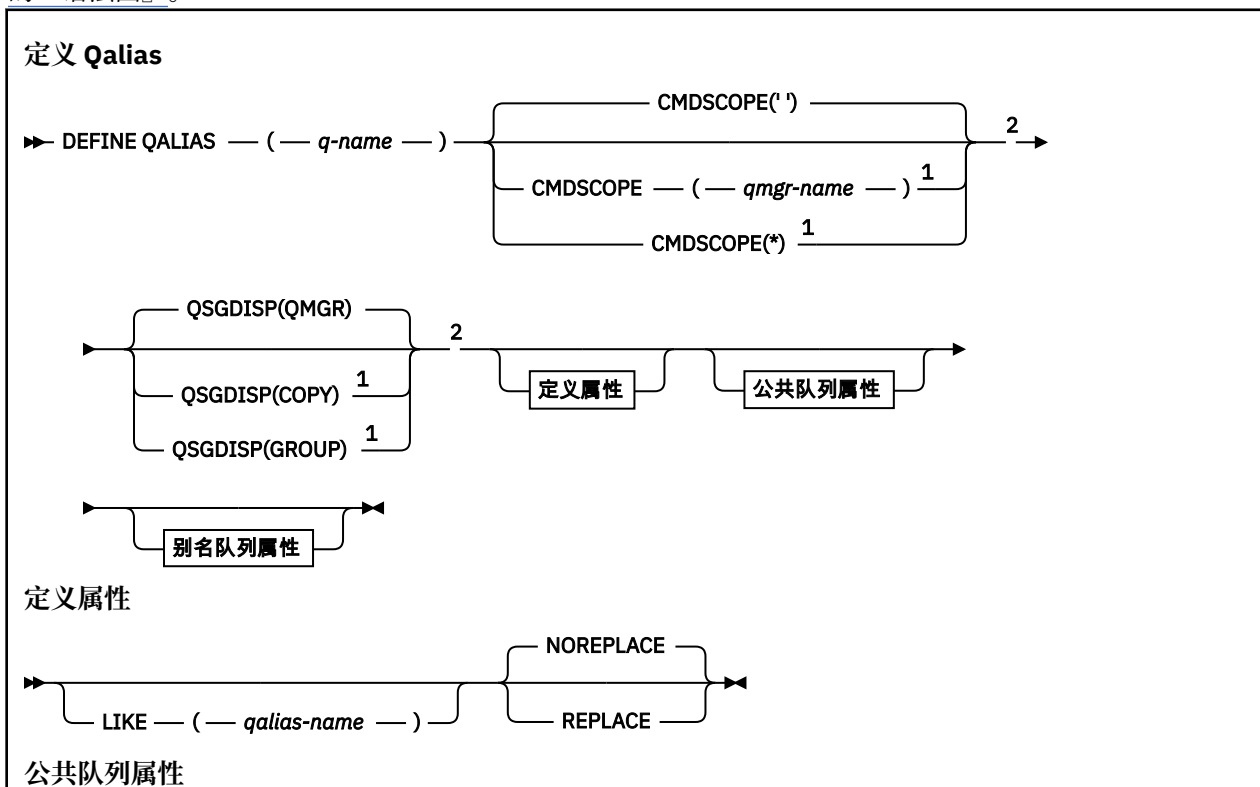 定义 Qalias
CMDSCOPE(' ')
DEFINE QALIAS ( q-name ) 2
CMDSCOPE ( qmgr-name ) 1
CMDSCOPE(*) 1
QSGDISP(QMGR) 2
QSGDISP(COPY) 1
QSGDISP(GROUP) 1
定义属性
公共队列属性
别名队列属性
定义属性
LIKE ( qalias-name )
NOREPLACE
REPLACE
公共队列属性